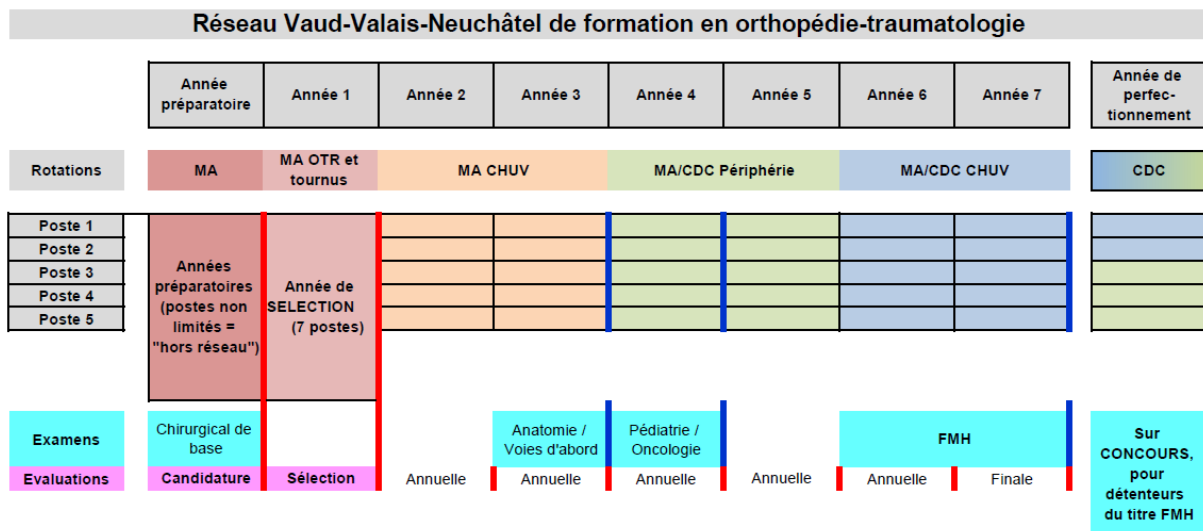 Réseau Vaud-Valais-Neuchâtel de formation en orthopédie-traumatologie
Année
préparatoire
Année 1
Année 2
Année 3
Année 4
Année 5
Année 6
Année 7
Année de
perfec-
tionnement
Rotations
MA
MA OTR et
tournus
MA CHUV
MA/CDC Périphérie
MA/CDC CHUV
CDC
Poste 1
Poste 2
Poste 3
Poste 4
Poste 5
Années
préparatoires
(postes non
limités =
"hors réseau")
Année de
SELECTION
(7 postes)
Examens
Chirurgical de
base
Anatomie /
Voies d'abord
Pédiatrie /
Oncologie
FMH
Sur
CONCOURS,
pour
détenteurs
du titre FMH
Evaluations
Candidature
Sélection
Annuelle
Annuelle
Annuelle
Annuelle
Annuelle
Finale